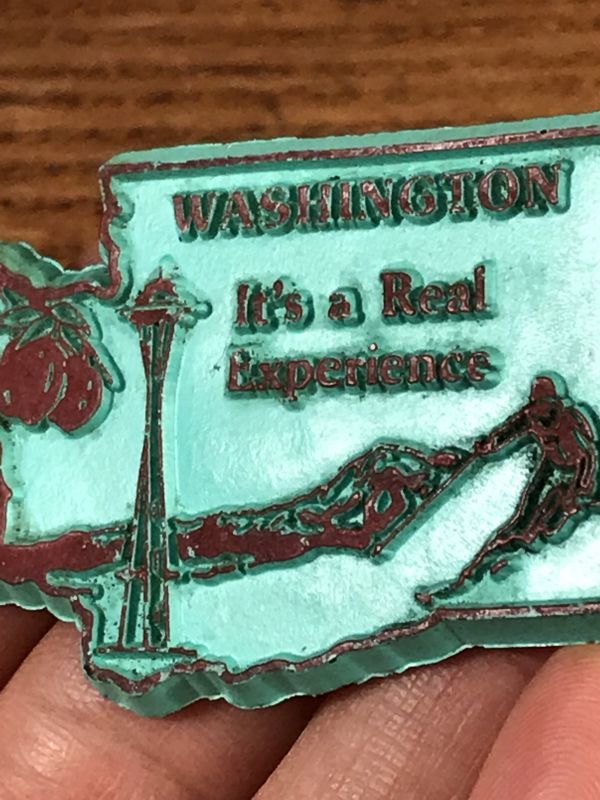 WASHINGTON
It's a Real
Experience